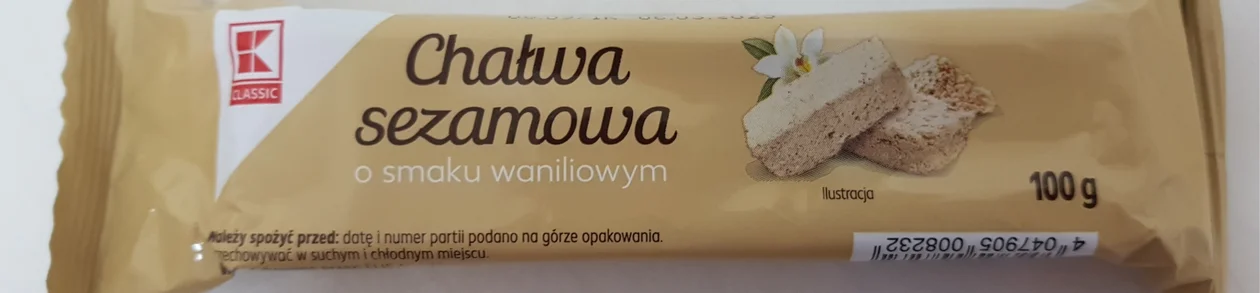 K
CLASSIC
Chałwa
sezamowa
o smaku waniliowym
Ilustracja
100 g
Należy spożyć przed: datę i numer partii podano na górze opakowania.
w suchym i chłodnym miejscu.
4 047905 008232